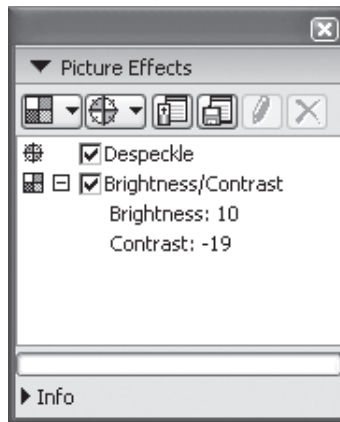 Picture Effects
Despeckle
Brightness/Contrast
Brightness: 10
Contrast: -19
Info